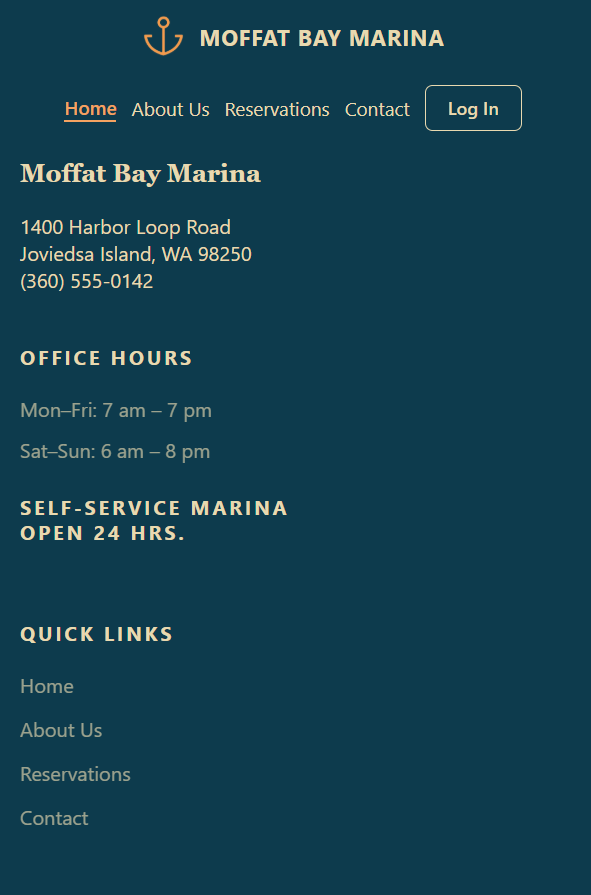 MOFFAT BAY MARINA
Home About Us Reservations Contact Log In
Moffat Bay Marina
1400 Harbor Loop Road
Joviedsa Island, WA 98250
(360) 555-0142
OFFICE HOURS
Mon–Fri: 7 am – 7 pm
Sat–Sun: 6 am – 8 pm
SELF-SERVICE MARINA
OPEN 24 HRS.
QUICK LINKS
Home
About Us
Reservations
Contact